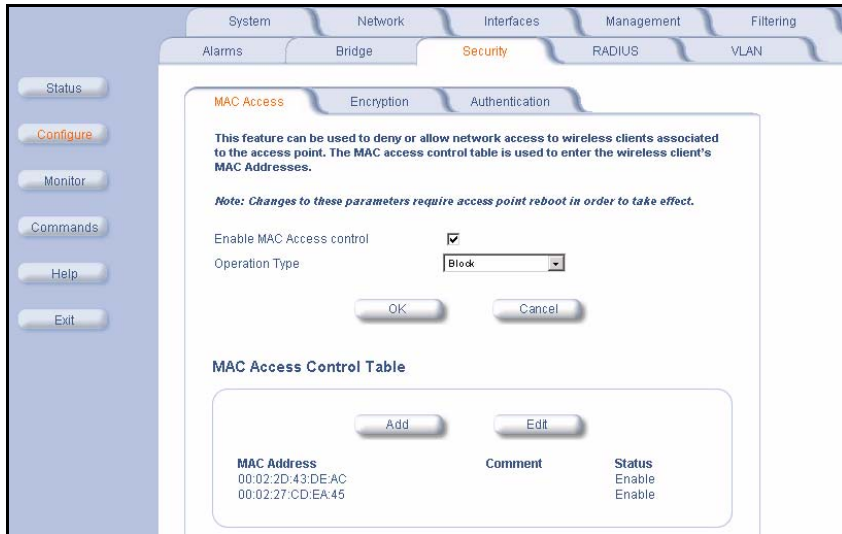 System Network Interfaces Management Filtering
Alarms Bridge Security RADIUS VLAN
Status
Configure
Monitor
Commands
Help
Exit
MAC Access Encryption Authentication
This feature can be used to deny or allow network access to wireless clients associated
to the access point. The MAC access control table is used to enter the wireless client's
MAC Addresses.
Note: Changes to these parameters require access point reboot in order to take effect.
Enable MAC Access control
Operation Type Block
OK Cancel
MAC Access Control Table
Add Edit
MAC Address Comment Status
00:02:2D:43:DE:AC Enable
00:02:27:CD:EA:45 Enable